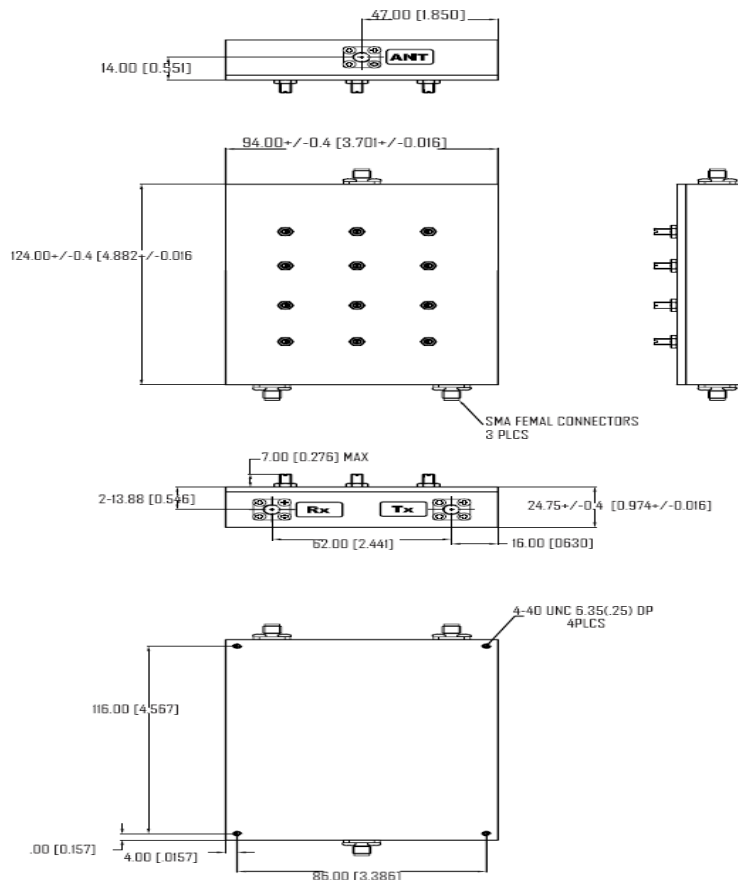 47.00 [1.850]
ANT
14.00 [0.551]
94.00+/-0.4 [3.701+/-0.016]
124.00+/-0.4 [4.882+/-0.016
SMA FEMAL CONNECTORS
3 PLCS
7.00 [0.276] MAX
2-13.88 [0.546]
Rx
Tx
24.75+/-0.4 [0.974+/-0.016]
62.00 [2.441]
16.00 [0630]
4-40 UNC 6.35(.25) DP
4PLCS
116.00 [4.567]
.00 [0.157]
4.00 [.0157]
86.00 [3.386]